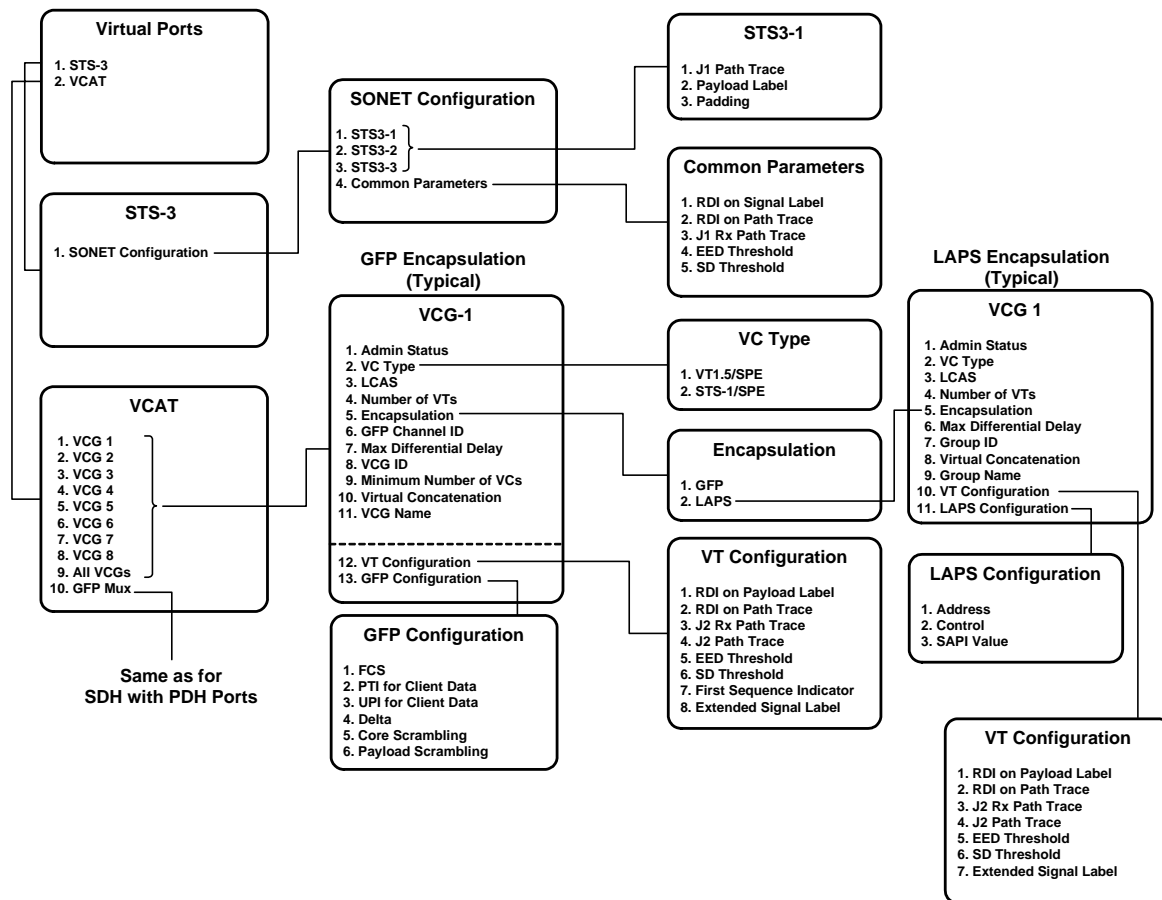 Virtual Ports
1. STS-3
2. VCAT
STS-3
1. SONET Configuration
VCAT
1. VCG 1
2. VCG 2
3. VCG 3
4. VCG 4
5. VCG 5
6. VCG 6
7. VCG 7
8. VCG 8
9. All VCGs
10. GFP Mux
Same as for
SDH with PDH Ports
SONET Configuration
1. STS3-1
2. STS3-2
3. STS3-3
4. Common Parameters
GFP Encapsulation
(Typical)
VCG-1
1. Admin Status
2. VC Type
3. LCAS
4. Number of VTs
5. Encapsulation
6. GFP Channel ID
7. Max Differential Delay
8. VCG ID
9. Minimum Number of VCs
10. Virtual Concatenation
11. VCG Name
12. VT Configuration
13. GFP Configuration
GFP Configuration
1. FCS
2. PTI for Client Data
3. UPI for Client Data
4. Delta
5. Core Scrambling
6. Payload Scrambling
STS3-1
1. J1 Path Trace
2. Payload Label
3. Padding
Common Parameters
1. RDI on Signal Label
2. RDI on Path Trace
3. J1 Rx Path Trace
4. EED Threshold
5. SD Threshold
VC Type
1. VT1.5/SPE
2. STS-1/SPE
Encapsulation
1. GFP
2. LAPS
VT Configuration
1. RDI on Payload Label
2. RDI on Path Trace
3. J2 Rx Path Trace
4. J2 Path Trace
5. EED Threshold
6. SD Threshold
7. First Sequence Indicator
8. Extended Signal Label
LAPS Encapsulation
(Typical)
VCG 1
1. Admin Status
2. VC Type
3. LCAS
4. Number of VTs
5. Encapsulation
6. Max Differential Delay
7. Group ID
8. Virtual Concatenation
9. Group Name
10. VT Configuration
11. LAPS Configuration
LAPS Configuration
1. Address
2. Control
3. SAPI Value
VT Configuration
1. RDI on Payload Label
2. RDI on Path Trace
3. J2 Rx Path Trace
4. J2 Path Trace
5. EED Threshold
6. SD Threshold
7. Extended Signal Label